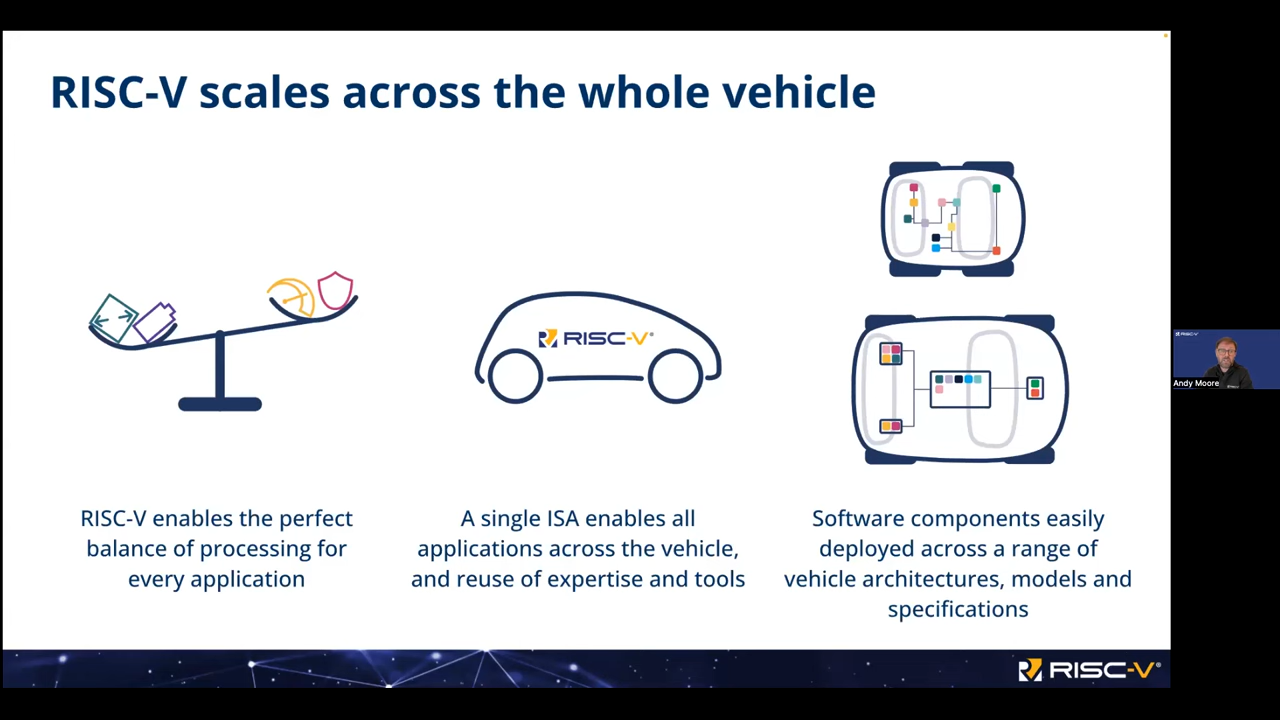 RISC-V scales across the whole vehicle
RISC-V®
RISC-V enables the perfect
balance of processing for
every application
A single ISA enables all
applications across the vehicle,
and reuse of expertise and tools
Software components easily
deployed across a range of
vehicle architectures, models and
specifications
RISC-V
Andy Moore
RISC-V®